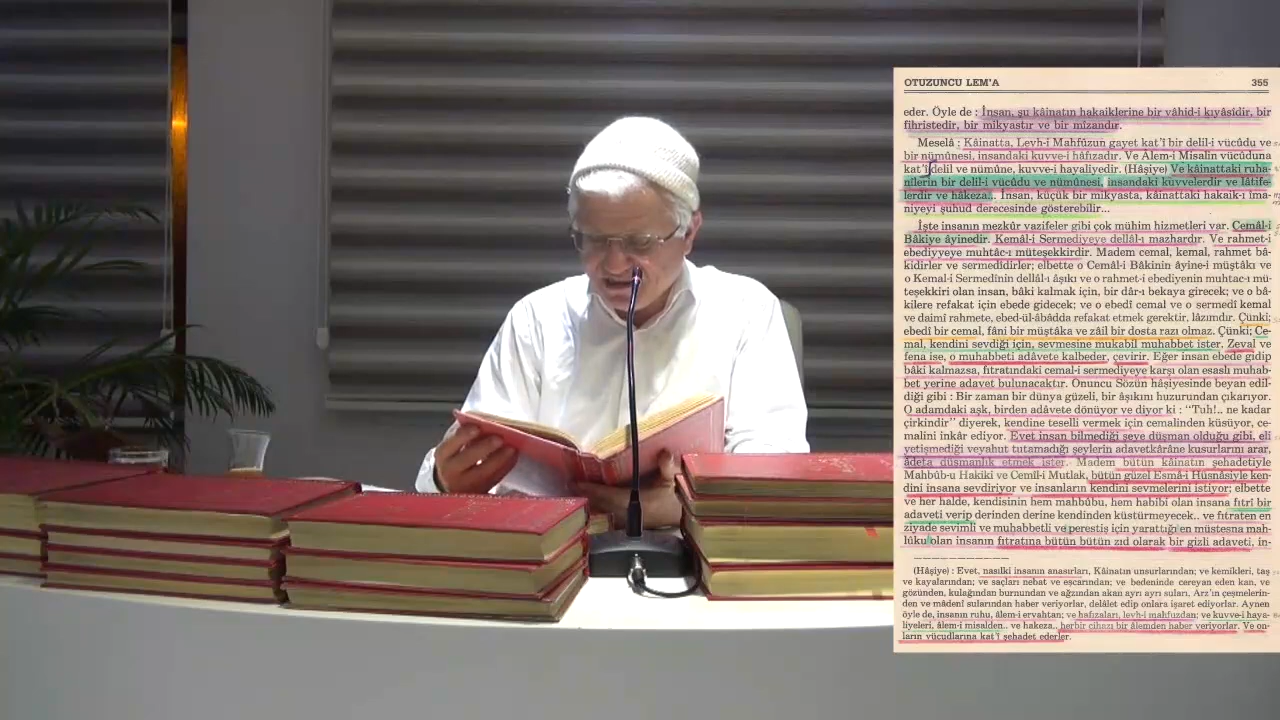 OTUZUNCU LEM'A 355
eder. Öyle de : İnsan, şu kâinatın hakaiklerine bir vâhid-i kıyâsîdir, bir
fihristedir, bir mikyastır ve bir mîzandır.
Meselâ : Kâinatta, Levh-i Mahfûzun gayet kat'î bir delil-i vücûdu ve
bir nümûnesi, insandaki kuvve-i hâfızadır. Ve Âlem-i Misalin vücûduna
kat'î delil ve nümûne, kuvve-i hayaliyedir. (Hâşiye) Ve kâinattaki ruha-
nîlerin bir delil-i vücûdu ve nümûnesi, insandaki kuvvelerdir ve lâtife-
lerdir ve hâkeza.. İnsan, küçük bir mikyasta, kâinattaki hakaik-ı îma-
niyeyi şuhud derecesinde gösterebilir...
İşte insanın mezkûr vazifeler gibi çok mühim hizmetleri var. Cemâl-i
Bâkiye âyinedir. Kemâl-i Sermediyeye dellâl-ı mazhardır. Ve rahmet-i
ebediyyeye muhtâc-ı müteşekkirdir. Madem cemal, kemal, rahmet bâ-
kidirler ve sermedîdirler; elbette o Cemâl-i Bâkinin âyine-i müştâkı ve
o Kemal-i Sermedînin dellâl-ı âşıkı ve o rahmet-i ebediyenin muhtac-ı mü-
teşekkiri olan insan, bâki kalmak için, bir dâr-ı bekaya girecek; ve o bâ-
kilere refakat için ebede gidecek; ve o ebedî cemal ve o sermedî kemal
ve daimî rahmete, ebed-ül-âbâdda refakat etmek gerektir, lâzımdır. Çünki;
ebedî bir cemal, fâni bir müştâka ve zâil bir dosta razı olmaz. Çünki; Ce-
mal, kendini sevdiği için, sevmesine mukabil muhabbet ister. Zeval ve
fena ise, o muhabbeti adâvete kalbeder, çevirir. Eğer insan ebede gidip
bâki kalmazsa, fıtratındaki cemal-i sermediyeye karşı olan esaslı muhab-
bet yerine adavet bulunacaktır. Onuncu Sözün hâşiyesinde beyan edil-
diği gibi : Bir zaman bir dünya güzeli, bir âşıkını huzurundan çıkarıyor.
O adamdaki aşk, birden adâvete dönüyor ve diyor ki : "Tuh!.. ne kadar
çirkindir" diyerek, kendine teselli vermek için cemalinden küsüyor, ce-
malini inkâr ediyor. Evet insan bilmediği şeye düşman olduğu gibi, eli
yetişmediği veyahut tutamadığı şeylerin adavetkârane kusurlarını arar,
âdeta düşmanlık etmek ister. Madem bütün kâinatın şehadetiyle
Mahbûb-u Hakikî ve Cemîl-i Mutlak, bütün güzel Esmâ-i Hüsnâsiyle ken-
dini insana sevdiriyor ve insanların kendini sevmelerini istiyor; elbette
ve her halde, kendisinin hem mahbûbu, hem habîbi olan insana fıtrî bir
adaveti verip derinden derine kendinden küstürmeyecek.. ve fıtraten en
ziyade sevimli ve muhabbetli ve perestiş için yarattığı en müstesna mah-
lûku olan insanın fıtratına bütün bütün zıd olarak bir gizli adaveti, in-
(Hâşiye) : Evet, nasılki insanın anasırları, Kâinatın unsurlarından; ve kemikleri, taş
ve kayalarından; ve saçları nebat ve eşcarından; ve bedeninde cereyan eden kan, ve
gözünden, kulağından burnundan ve ağzından akan ayrı ayrı suları, Arz'ın çeşmelerin-
den ve mâdenî sularından haber veriyorlar, delâlet edip onlara işaret ediyorlar. Aynen
öyle de, insanın ruhu, âlem-i ervahtan; ve hafızaları, levh-i mahfuzdan; ve kuvve-i haya-
liyeleri, âlem-i misalden.. ve hakeza.. herbir cihazı bir âlemden haber veriyorlar. Ve on-
ların vücudlarına kat'î şehadet ederler.